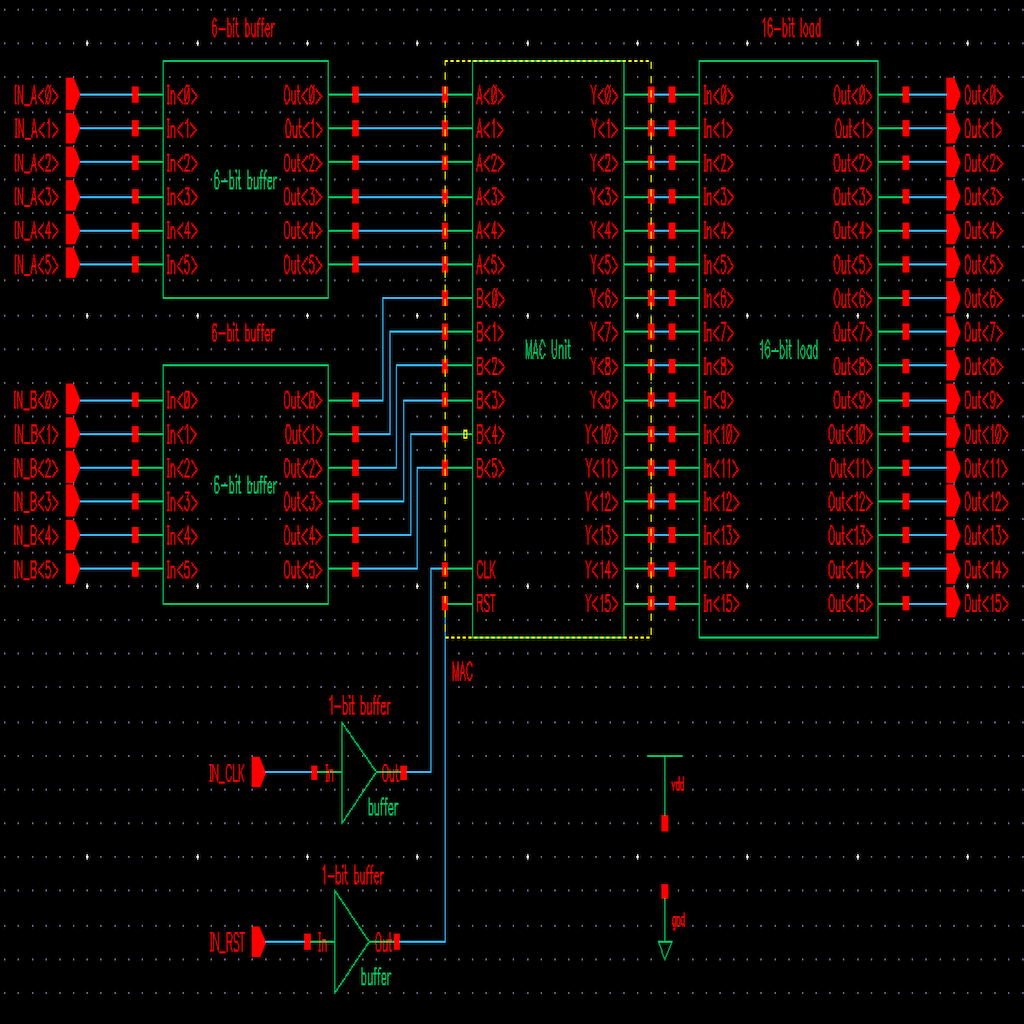 6-bit buffer
16-bit load
IN_A<0> In<0> Out<0> A<0> Y<0> In<0> Out<0> Out<0>
IN_A<1> In<1> Out<1> A<1> Y<1> In<1> Out<1> Out<1>
IN_A<2> In<2> Out<2> A<2> Y<2> In<2> Out<2> Out<2>
6-bit buffer
IN_A<3> In<3> Out<3> A<3> Y<3> In<3> Out<3> Out<3>
IN_A<4> In<4> Out<4> A<4> Y<4> In<4> Out<4> Out<4>
IN_A<5> In<5> Out<5> A<5> Y<5> In<5> Out<5> Out<5>
B<0> Y<6> In<6> Out<6> Out<6>
6-bit buffer B<1> Y<7> In<7> Out<7> Out<7>
MAC Unit 16-bit load
B<2> Y<8> In<8> Out<8> Out<8>
IN_B<0> In<0> Out<0> B<3> Y<9> In<9> Out<9> Out<9>
IN_B<1> In<1> Out<1> B<4> Y<10> In<10> Out<10> Out<10>
IN_B<2> In<2> Out<2> B<5> Y<11> In<11> Out<11> Out<11>
6-bit buffer
IN_B<3> In<3> Out<3> Y<12> In<12> Out<12> Out<12>
IN_B<4> In<4> Out<4> Y<13> In<13> Out<13> Out<13>
IN_B<5> In<5> Out<5> CLK Y<14> In<14> Out<14> Out<14>
RST Y<15> In<15> Out<15> Out<15>
MAC
1-bit buffer
IN_CLK In Out
vdd
buffer
1-bit buffer
gnd
IN_RST In Out
buffer